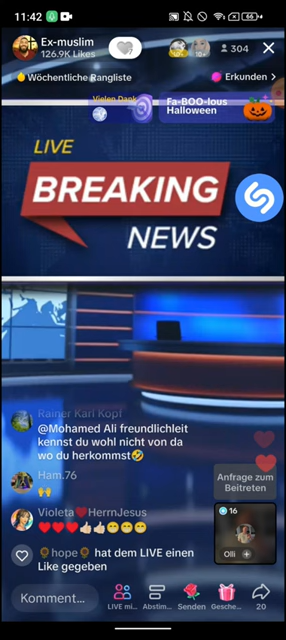 11:42
66
Ex-muslim
126.9K Likes
304
Wöchentliche Rangliste
Erkunden >
Vielen Dank
Fa-BOO-lous
Halloween
LIVE
BREAKING
NEWS
Rainer Karl Kopf
@Mohamed Ali freundlichleit
kennst du wohl nicht von da
wo du herkommst🤣
Ham.76
🙌
Violeta❤️HerrnJesus
❤️❤️❤️👍🏻👍🏻😁😁😁
🌻hope🌻 hat dem LIVE einen
Like gegeben
Anfrage zum
Beitreten
16
Olli +
Komment...
LIVE mi...
Abstim...
Senden
Gesche...
20